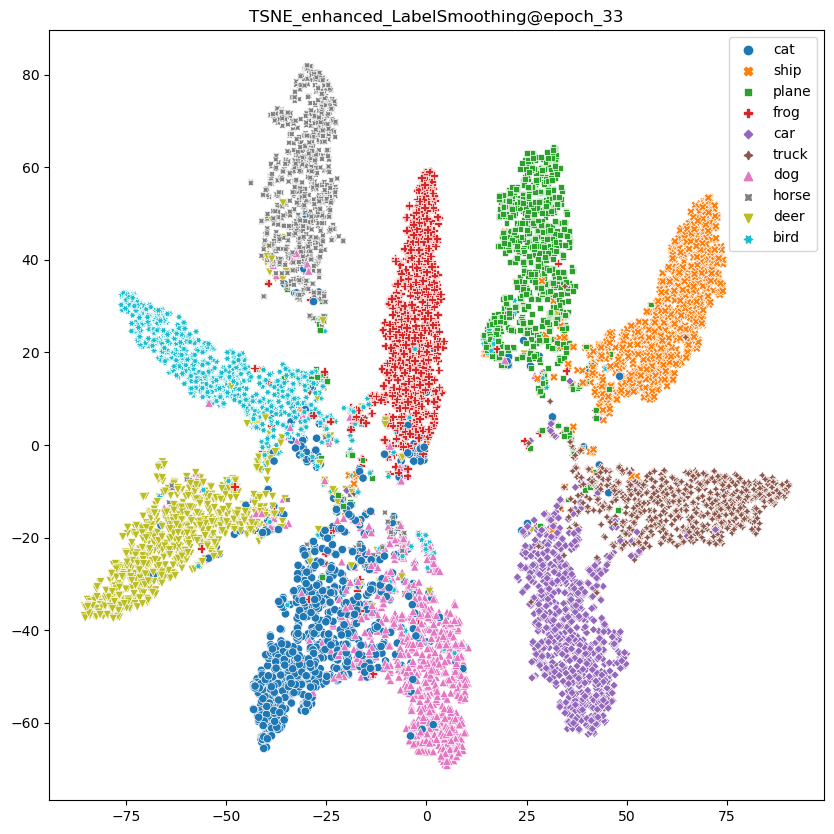 TSNE_enhanced_LabelSmoothing@epoch_33
cat
ship
plane
frog
car
truck
dog
horse
deer
bird
80
60
40
20
0
−20
−40
−60
−75
−50
−25
0
25
50
75